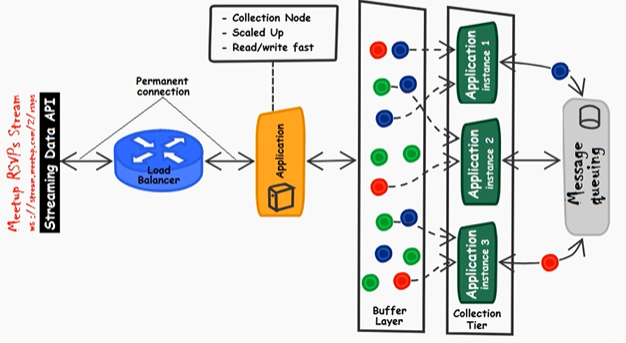 Meetup RSVPs Stream
ws://stream.meetup.com/2/rsvps
Streaming Data API
Permanent
connection
Load
Balancer
- Collection Node
- Scaled Up
- Read/write fast
Application
Buffer
Layer
Application
instance 1
Application
instance 2
Application
instance 3
Collection
Tier
Message
queuing